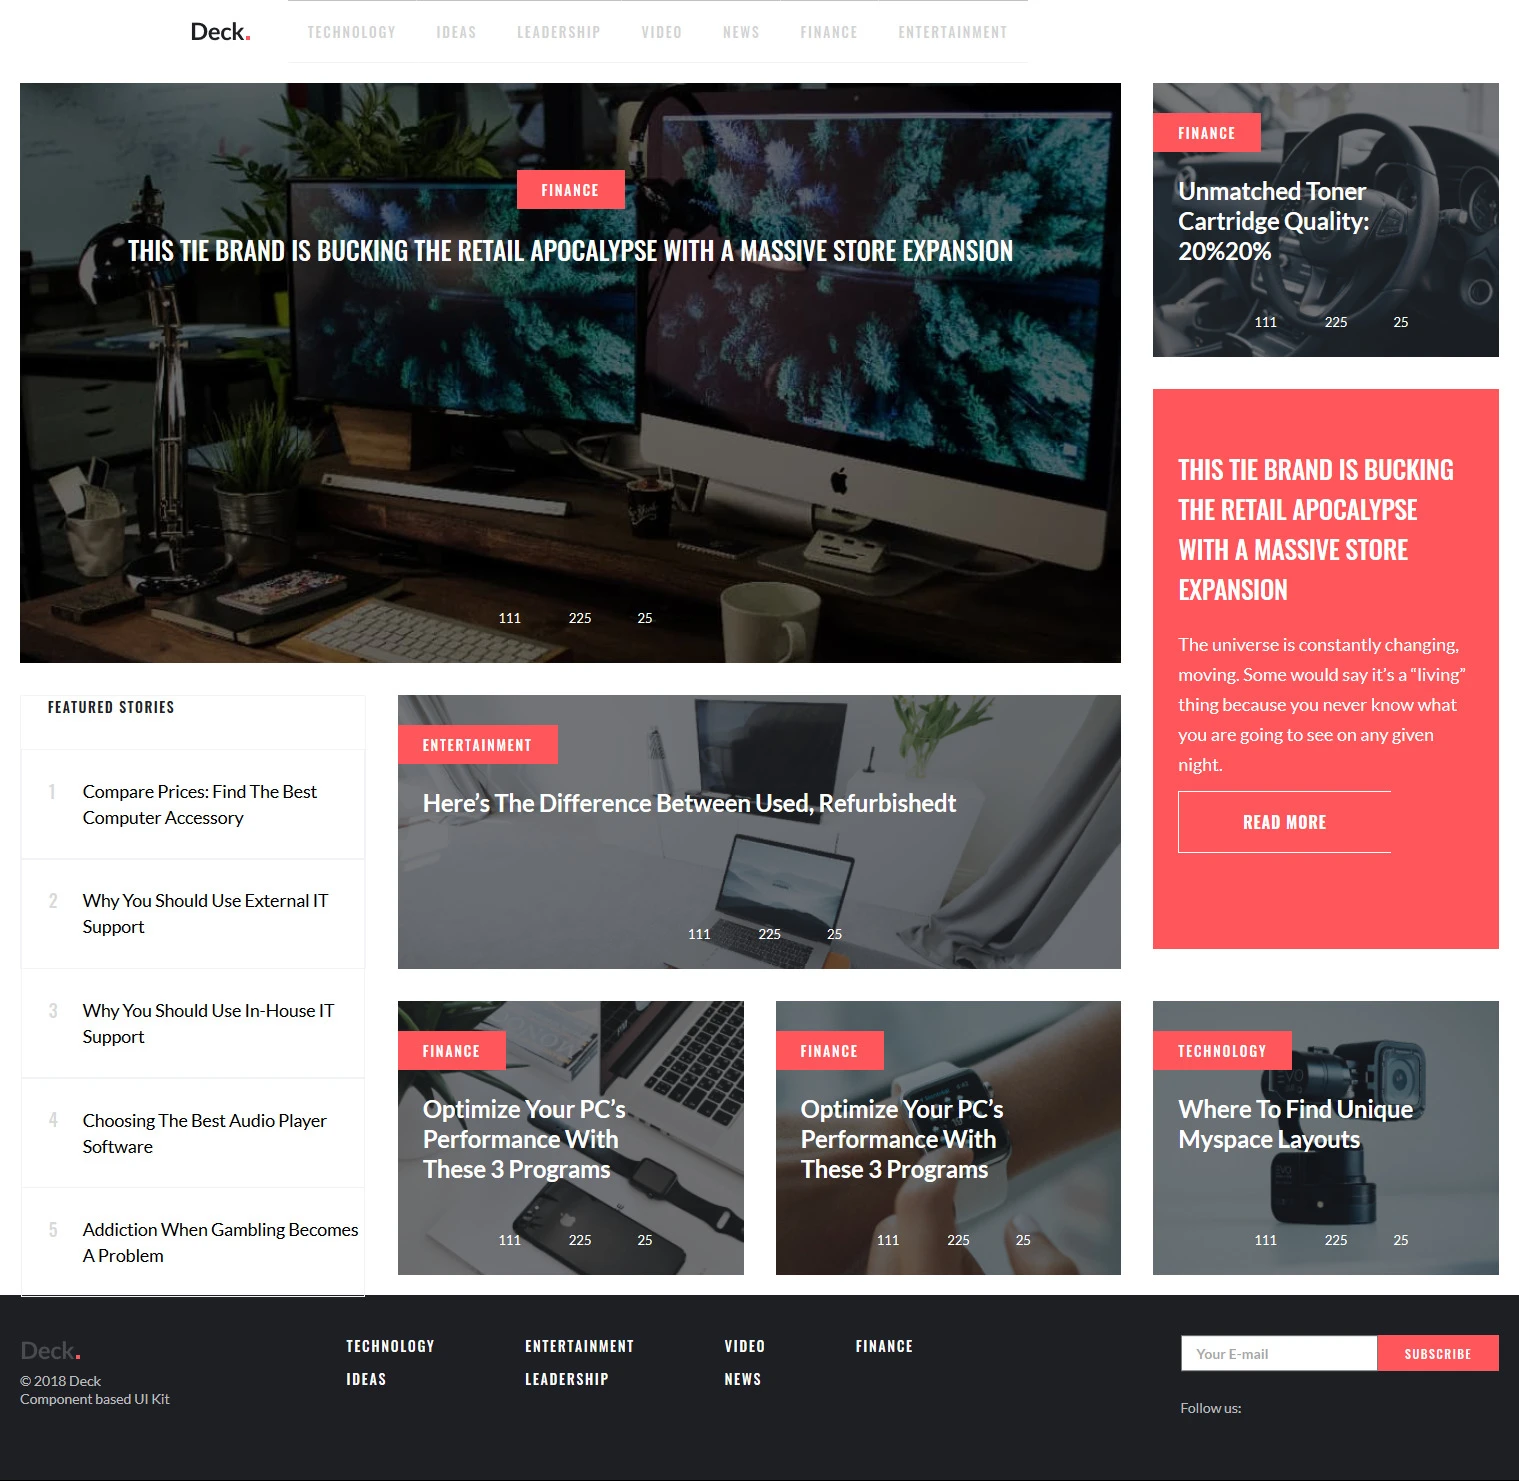 Deck.
TECHNOLOGY IDEAS LEADERSHIP VIDEO NEWS FINANCE ENTERTAINMENT
FINANCE
THIS TIE BRAND IS BUCKING THE RETAIL APOCALYPSE WITH A MASSIVE STORE EXPANSION
111 225 25
FINANCE
Unmatched Toner
Cartridge Quality:
20%20%
111 225 25
THIS TIE BRAND IS BUCKING
THE RETAIL APOCALYPSE
WITH A MASSIVE STORE
EXPANSION
The universe is constantly changing,
moving. Some would say it’s a “living”
thing because you never know what
you are going to see on any given
night.
READ MORE
FEATURED STORIES
1 Compare Prices: Find The Best
Computer Accessory
2 Why You Should Use External IT
Support
3 Why You Should Use In-House IT
Support
4 Choosing The Best Audio Player
Software
5 Addiction When Gambling Becomes
A Problem
ENTERTAINMENT
Here’s The Difference Between Used, Refurbishedt
111 225 25
FINANCE
Optimize Your PC’s
Performance With
These 3 Programs
111 225 25
FINANCE
Optimize Your PC’s
Performance With
These 3 Programs
111 225 25
TECHNOLOGY
EVO
Where To Find Unique
Myspace Layouts
EVO
111 225 25
Deck.
© 2018 Deck
Component based UI Kit
TECHNOLOGY ENTERTAINMENT VIDEO FINANCE
IDEAS LEADERSHIP NEWS
Your E-mail SUBSCRIBE
Follow us: